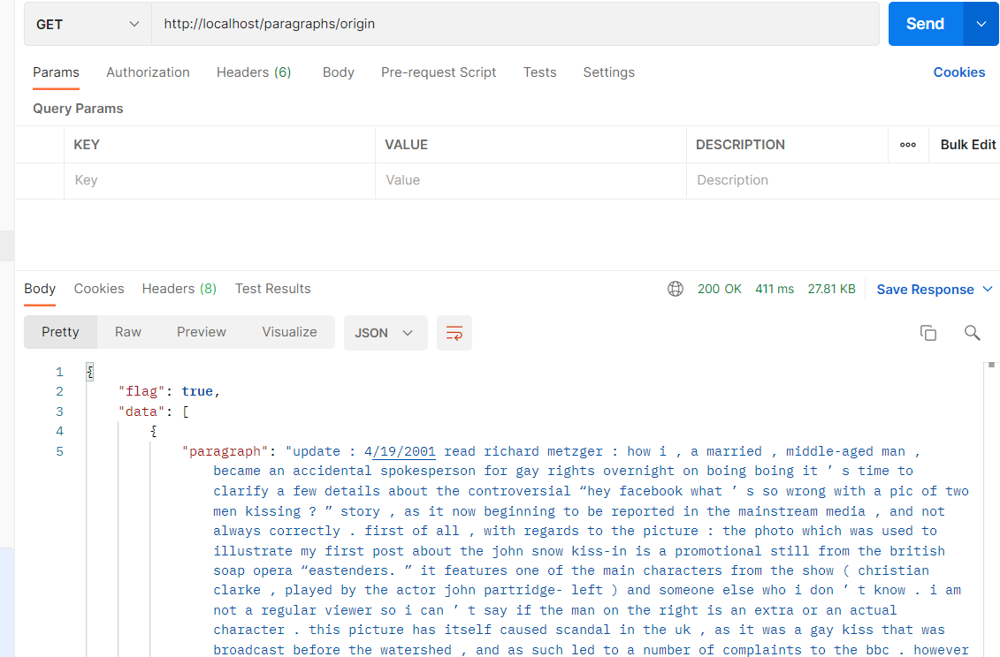 GET http://localhost/paragraphs/origin Send
Params Authorization Headers (6) Body Pre-request Script Tests Settings Cookies
Query Params
KEY VALUE DESCRIPTION ooo Bulk Edit
Key Value Description
Body Cookies Headers (8) Test Results 200 OK 411 ms 27.81 KB Save Response
Pretty Raw Preview Visualize JSON
1 {
2 "flag": true,
3 "data": [
4 {
5 "paragraph": "update : 4/19/2001 read richard metzger : how i , a married , middle-aged man ,
became an accidental spokesperson for gay rights overnight on boing boing it ’ s time to
clarify a few details about the controversial “hey facebook what ’ s so wrong with a pic of two
men kissing ? ” story , as it now beginning to be reported in the mainstream media , and not
always correctly . first of all , with regards to the picture : the photo which was used to
illustrate my first post about the john snow kiss-in is a promotional still from the british
soap opera “eastenders. ” it features one of the main characters from the show ( christian
clarke , played by the actor john partridge- left ) and someone else who i don ’ t know . i am
not a regular viewer so i can ’ t say if the man on the right is an extra or an actual
character . this picture has itself caused scandal in the uk , as it was a gay kiss that was
broadcast before the watershed , and as such led to a number of complaints to the bbc . however